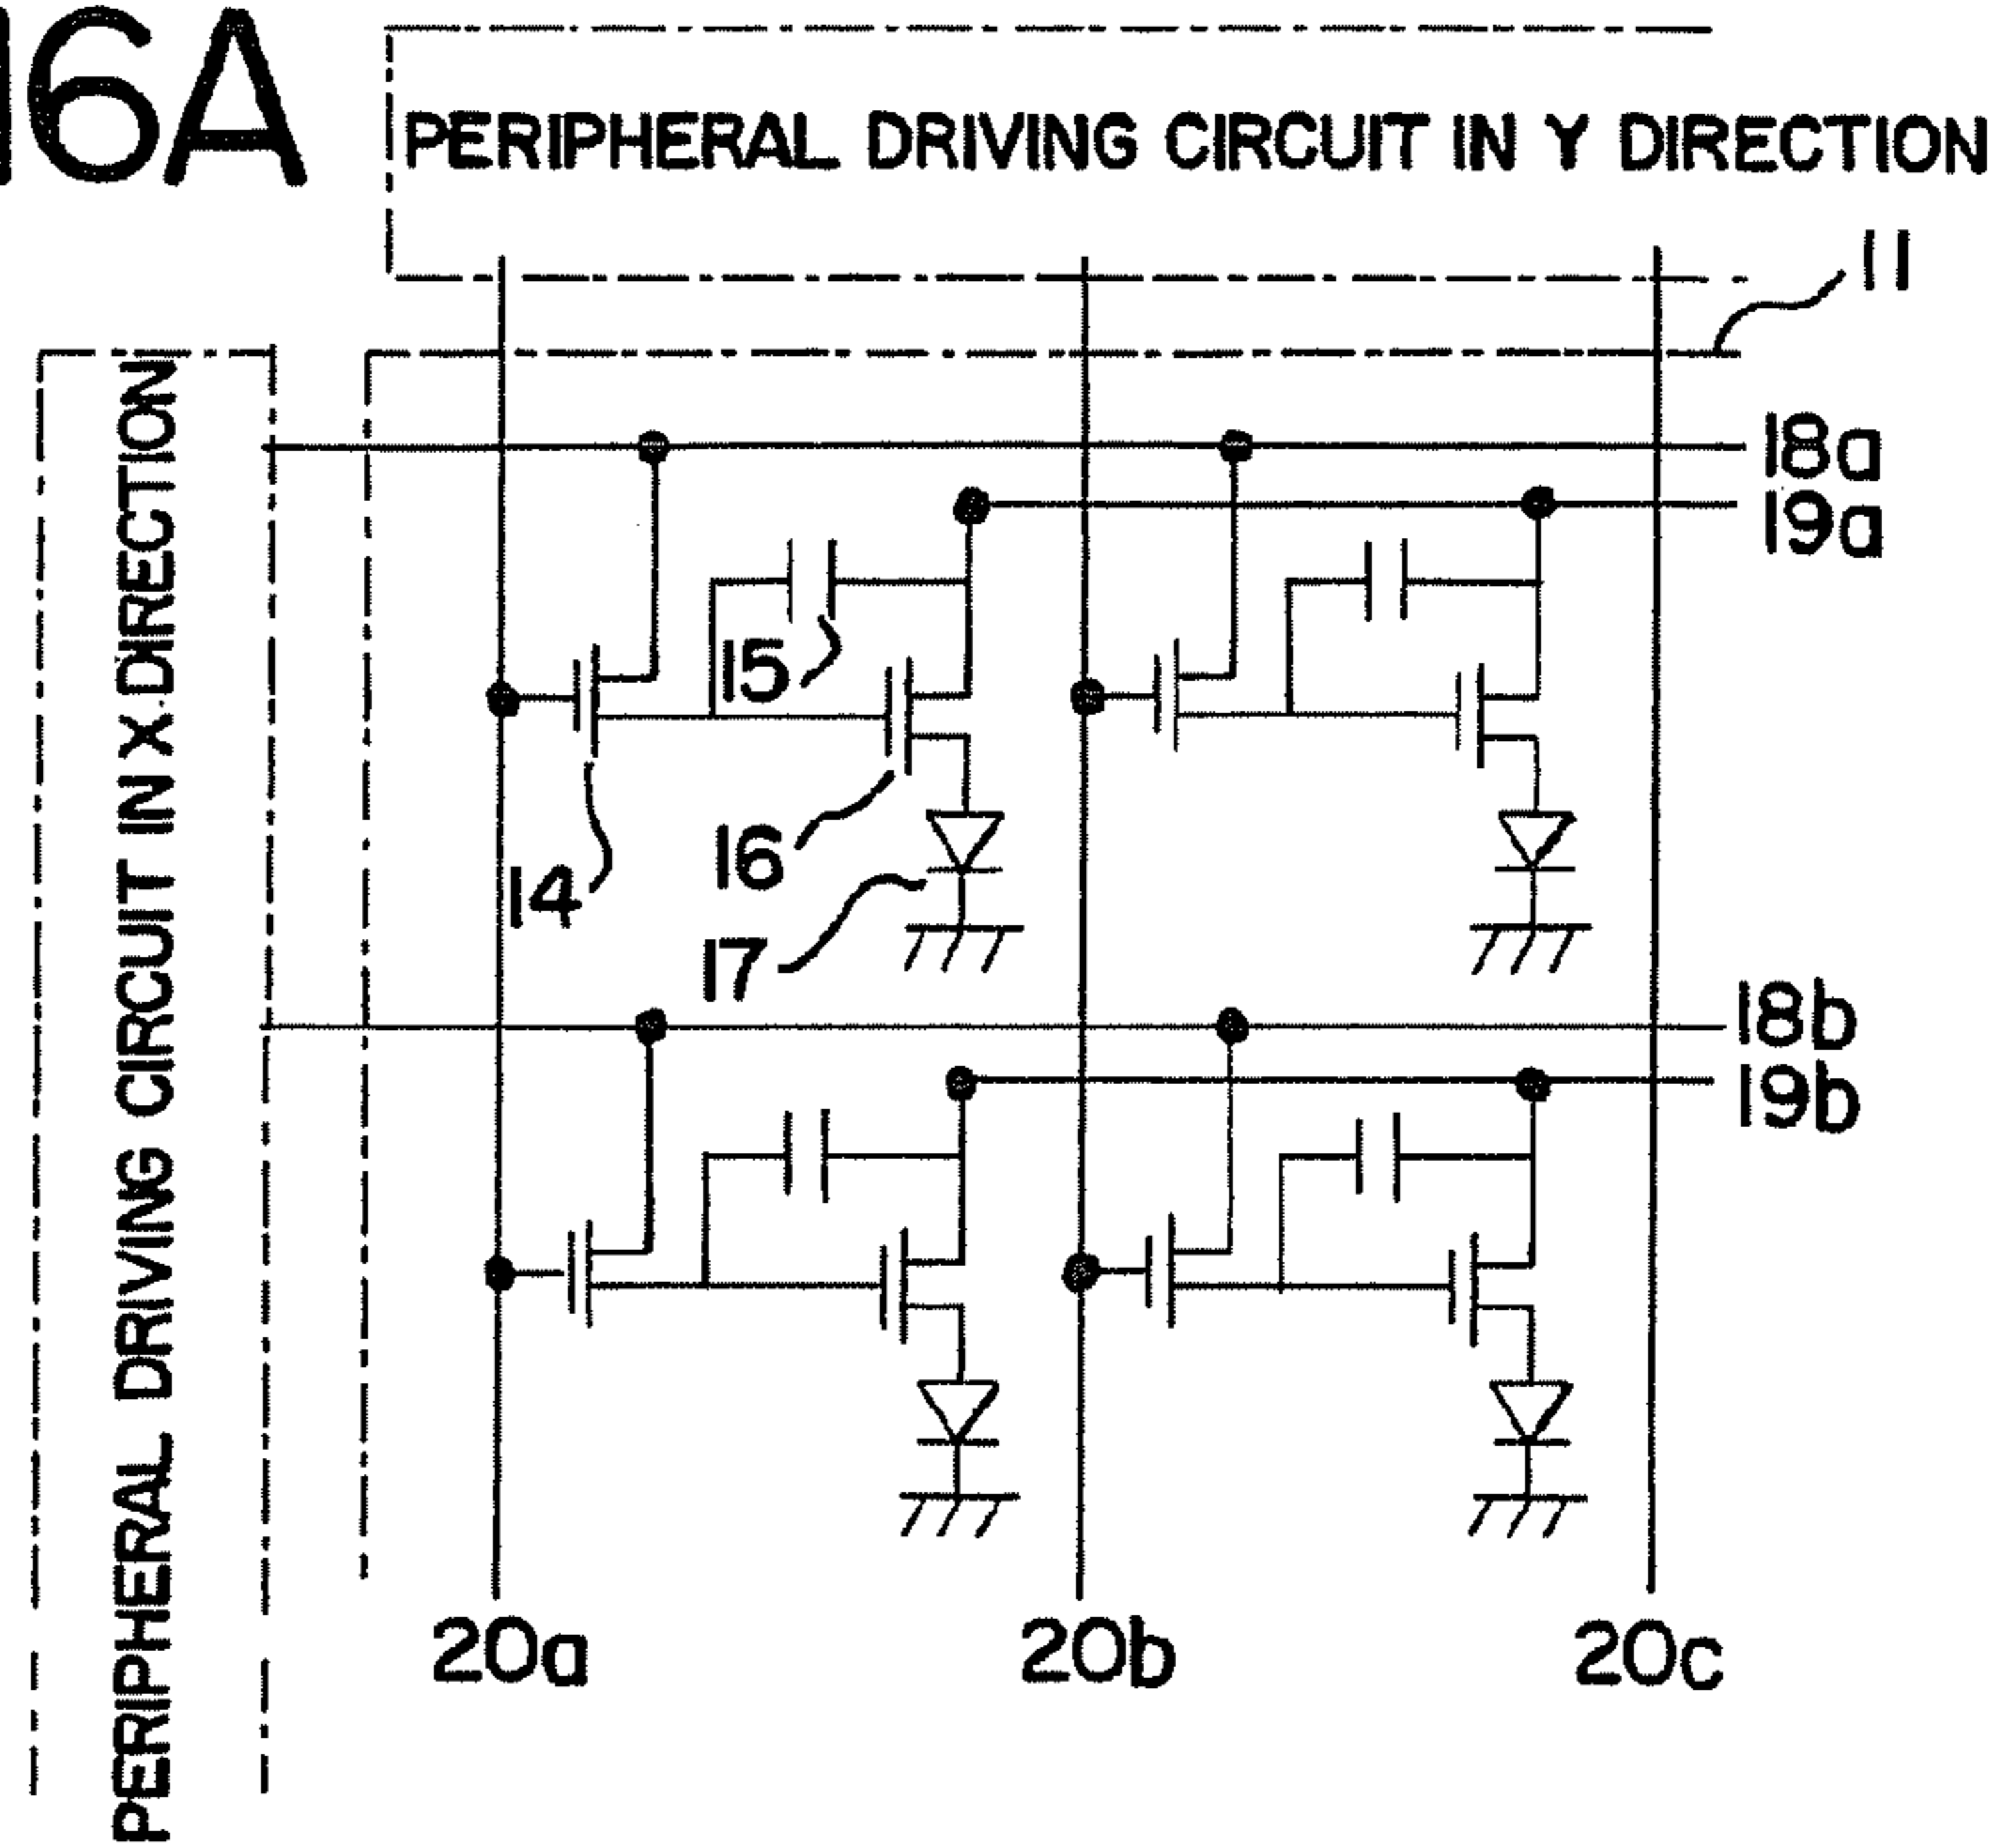 16A
PERIPHERAL DRIVING CIRCUIT IN Y DIRECTION
11
PERIPHERAL DRIVING CIRCUIT IN X DIRECTION
18a
19a
15
16
14
17
18b
19b
20a
20b
20c